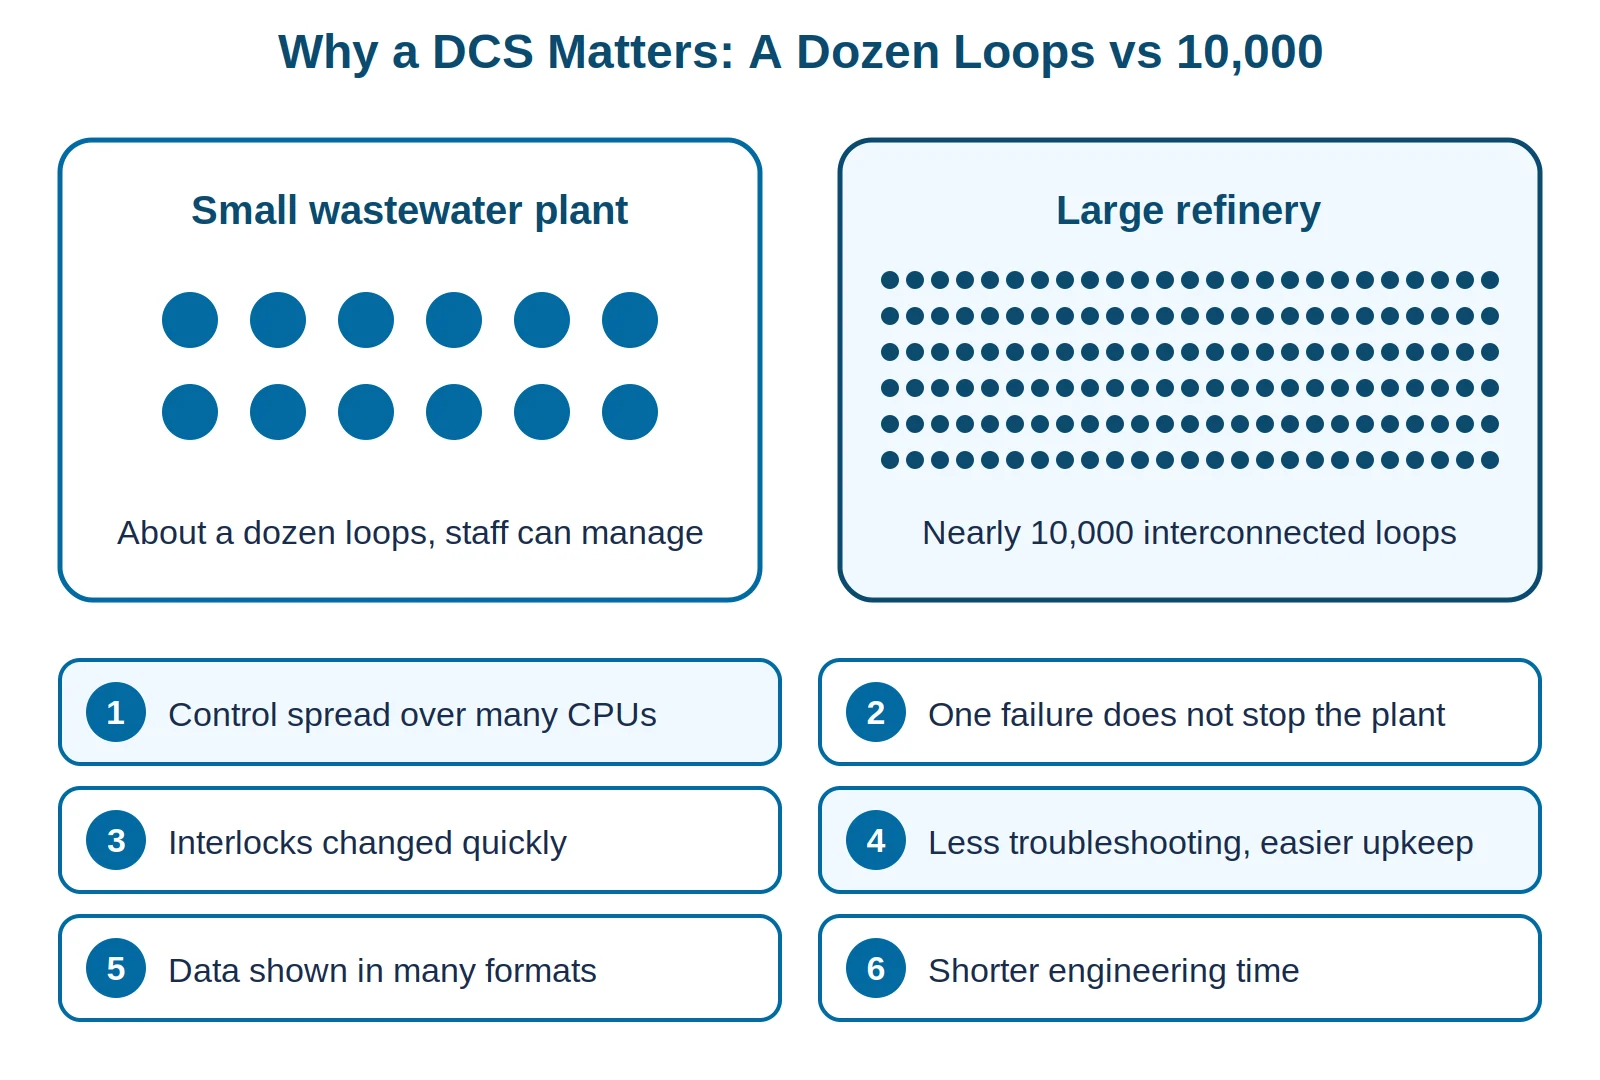 Why a DCS Matters: A Dozen Loops vs 10,000
Small wastewater plant
About a dozen loops, staff can manage
Large refinery
Nearly 10,000 interconnected loops
1 Control spread over many CPUs
2 One failure does not stop the plant
3 Interlocks changed quickly
4 Less troubleshooting, easier upkeep
5 Data shown in many formats
6 Shorter engineering time